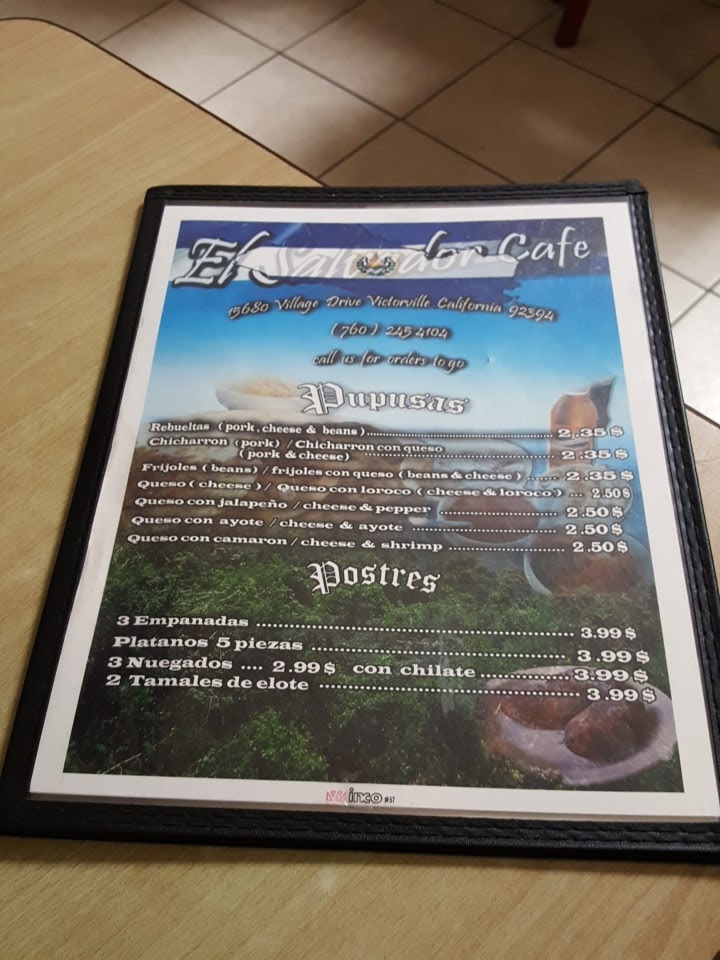 El Salvador Cafe
15680 Village Drive Victorville California 92394
(760) 245 4104
call us for orders to go
Pupusas
Rebueltas (pork, cheese & beans)..................... 2.35$
Chicharron (pork) / Chicharron con queso
(pork & cheese) ..................... 2.35$
Frijoles (beans) / frijoles con queso (beans & cheese) ...... 2.35$
Queso (cheese) / Queso con loroco (cheese & loroco) ... 2.50$
Queso con jalapeño / cheese & pepper ..................... 2.50$
Queso con ayote / cheese & ayote ..................... 2.50$
Queso con camaron / cheese & shrimp ..................... 2.50$
Postres
3 Empanadas ..................... 3.99$
Platanos 5 piezas ..................... 3.99$
3 Nuegados .... 2.99$ con chilate ............... 3.99$
2 Tamales de elote ..................... 3.99$
inco #57